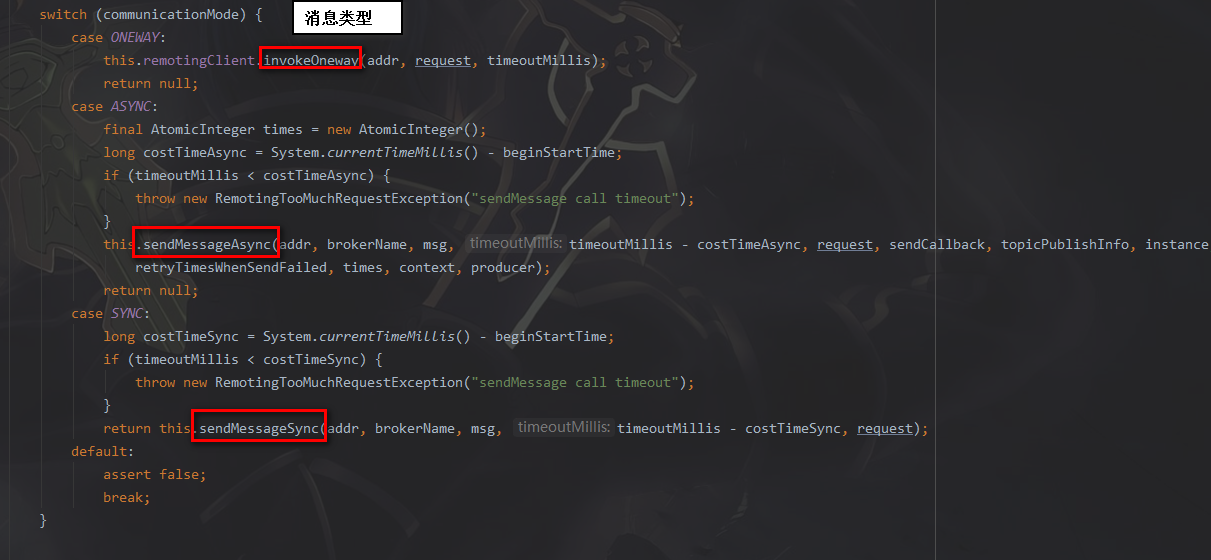 switch (communicationMode) {
消息类型
case ONEWAY:
this.remotingClient.invokeOneway(addr, request, timeoutMillis);
return null;
case ASYNC:
final AtomicInteger times = new AtomicInteger();
long costTimeAsync = System.currentTimeMillis() - beginStartTime;
if (timeoutMillis < costTimeAsync) {
throw new RemotingTooMuchRequestException("sendMessage call timeout");
}
this.sendMessageAsync(addr, brokerName, msg, timeoutMillis: timeoutMillis - costTimeAsync, request, sendCallback, topicPublishInfo, instance
retryTimesWhenSendFailed, times, context, producer);
return null;
case SYNC:
long costTimeSync = System.currentTimeMillis() - beginStartTime;
if (timeoutMillis < costTimeSync) {
throw new RemotingTooMuchRequestException("sendMessage call timeout");
}
return this.sendMessageSync(addr, brokerName, msg, timeoutMillis: timeoutMillis - costTimeSync, request);
default:
assert false;
break;
}